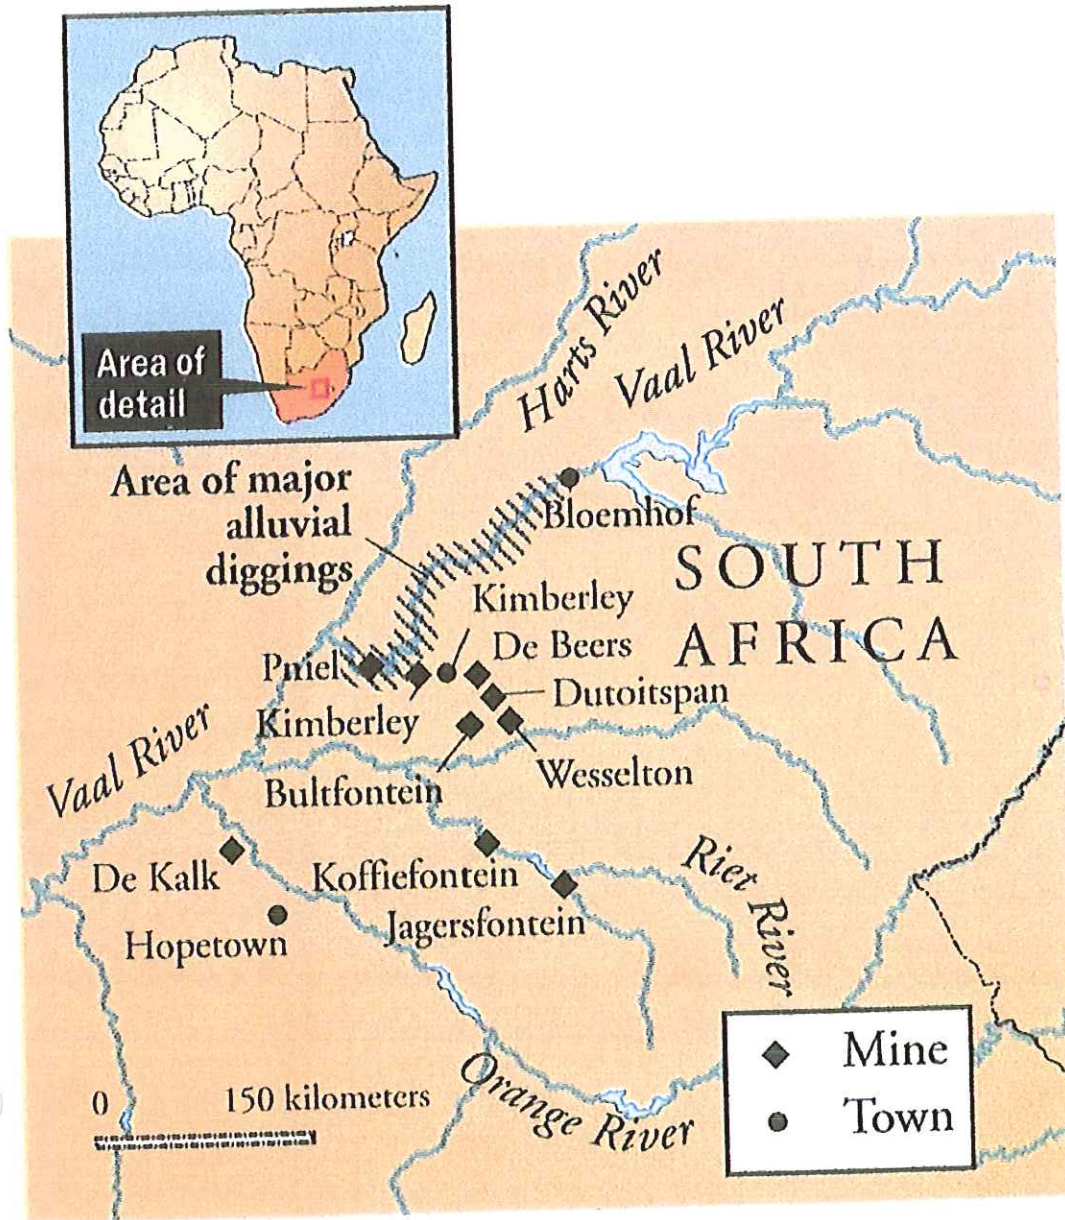 Area of
detail
Harts River
Vaal River
Area of major
alluvial
diggings
Bloemhof
SOUTH
AFRICA
Kimberley
De Beers
Pniel
Dutoitspan
Kimberley
Vaal River
Wesselton
Bultfontein
De Kalk
Koffiefontein
Riet River
Jagersfontein
Hopetown
Orange River
0 150 kilometers
Mine
Town